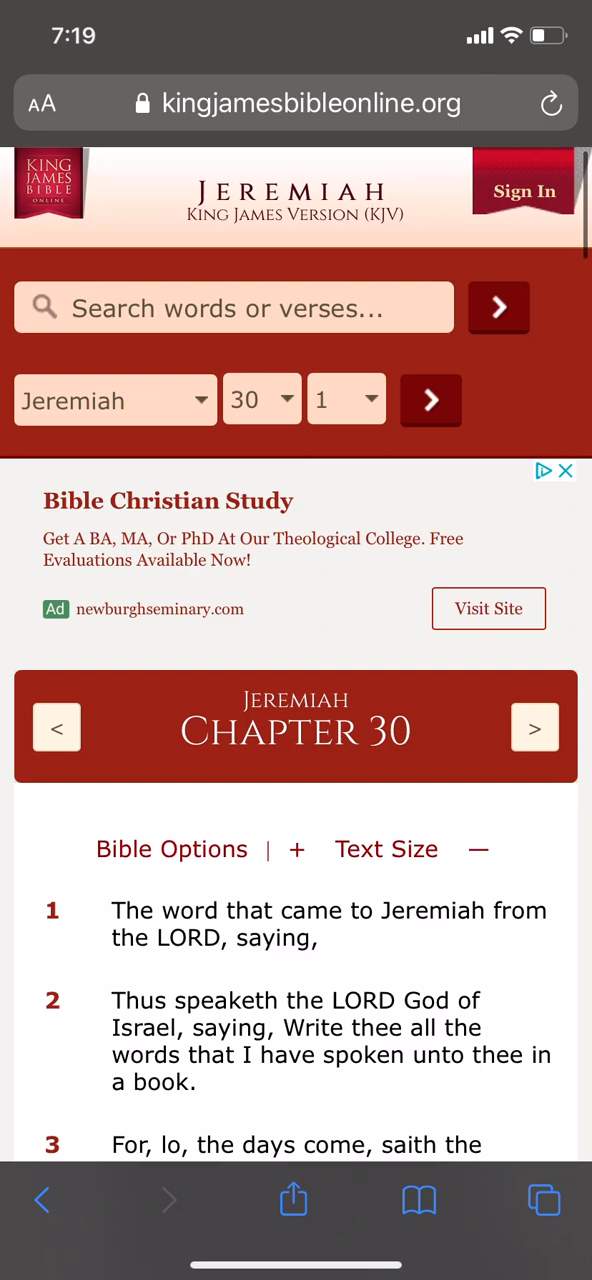 7:19
AA kingjamesbibleonline.org
KING
JAMES
BIBLE
ONLINE
JEREMIAH
KING JAMES VERSION (KJV)
Sign In
Search words or verses...
Jeremiah 30 1
Bible Christian Study
Get A BA, MA, Or PhD At Our Theological College. Free
Evaluations Available Now!
Ad newburghseminary.com Visit Site
JEREMIAH
CHAPTER 30
< >
Bible Options | + Text Size —
1 The word that came to Jeremiah from
the LORD, saying,
2 Thus speaketh the LORD God of
Israel, saying, Write thee all the
words that I have spoken unto thee in
a book.
3 For, lo, the days come, saith the